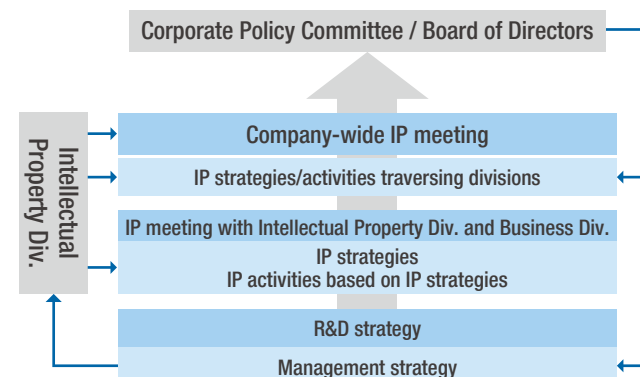 Corporate Policy Committee / Board of Directors
Intellectual
Property Div.
Company-wide IP meeting
IP strategies/activities traversing divisions
IP meeting with Intellectual Property Div. and Business Div.
IP strategies
IP activities based on IP strategies
R&D strategy
Management strategy